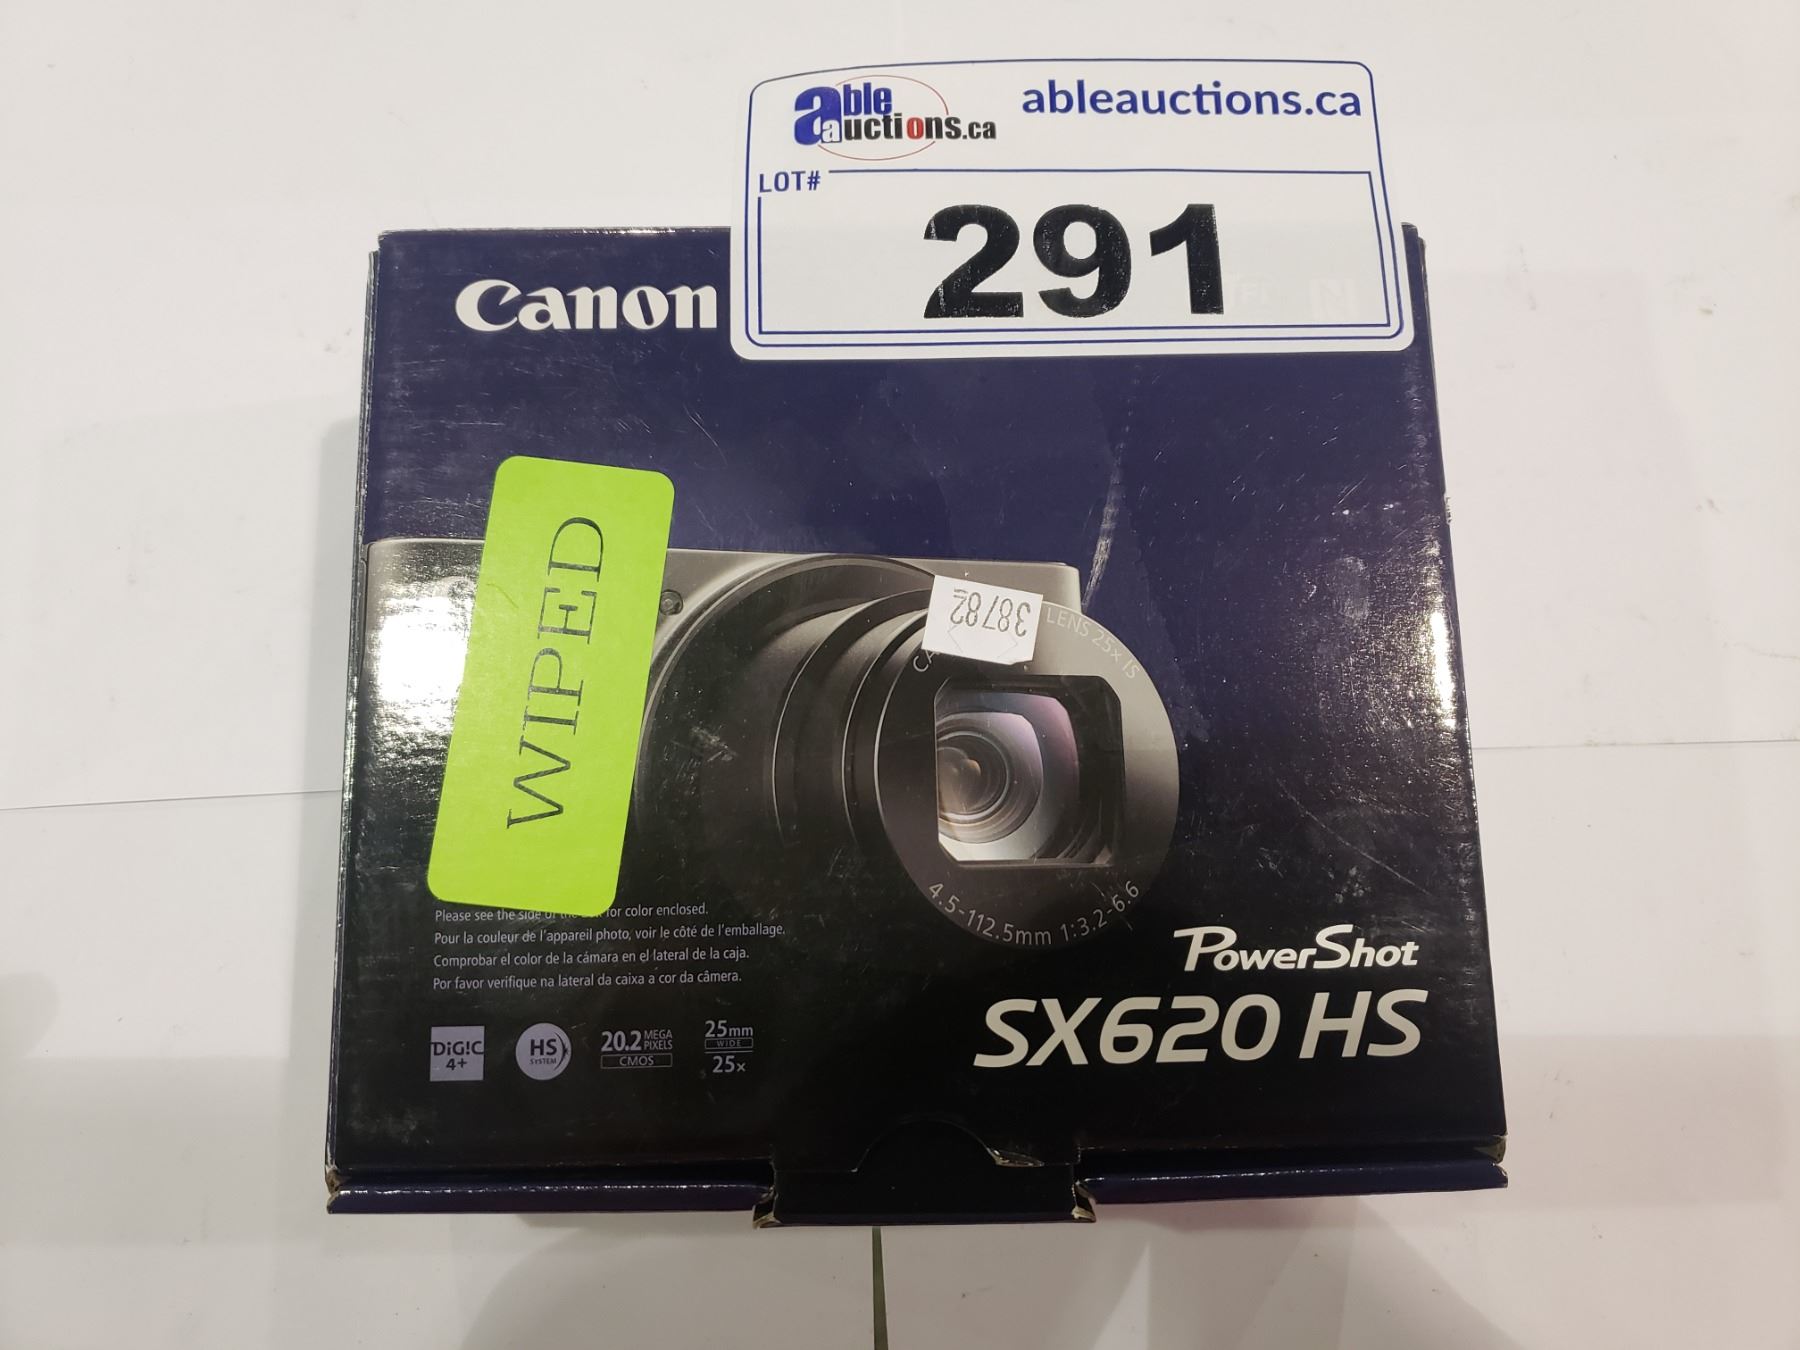 able auctions.ca
ableauctions.ca
LOT#
291
Canon
WIPED
38782
LENS 25x IS
4.5-112.5mm 1:3.2-6.6
Please see the side of the for color enclosed.
Pour la couleur de l'appareil photo, voir le côté de l'emballage.
Comprobar el color de la cámara en el lateral de la caja.
Por favor verifique na lateral da caixa a cor da câmera.
PowerShot
SX620 HS
DiG!C 4+
HS SYSTEM
20.2 MEGA PIXELS
CMOS
25mm
WIDE
25x